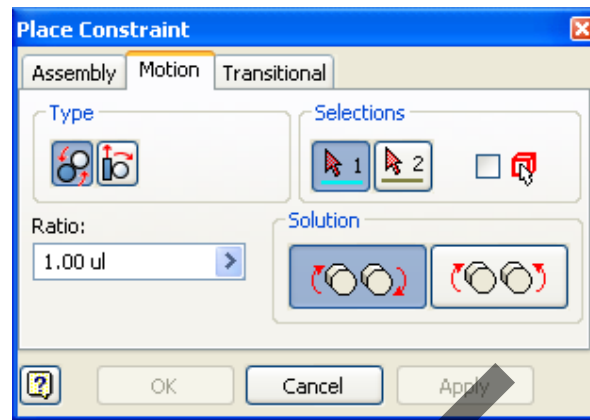 Place Constraint
Assembly Motion Transitional
Type
Selections
1 2
Ratio:
Solution
1.00 ul
OK Cancel Apply